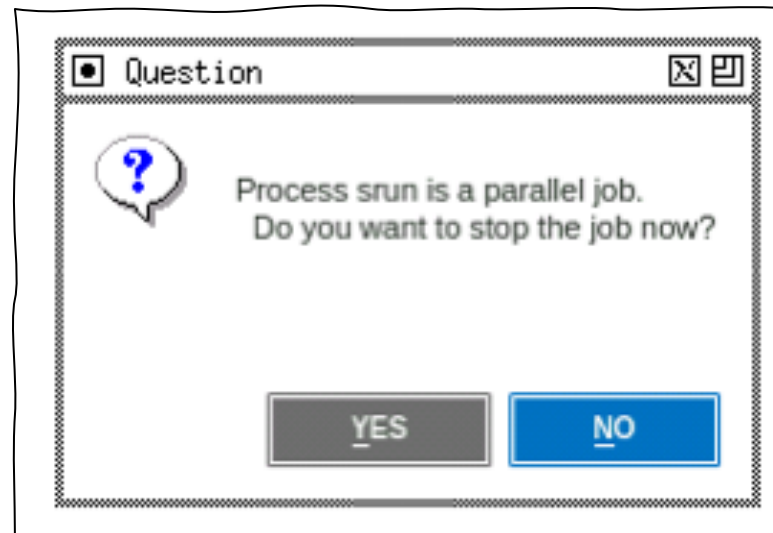 Question
Process srun is a parallel job.
Do you want to stop the job now?
YES
NO